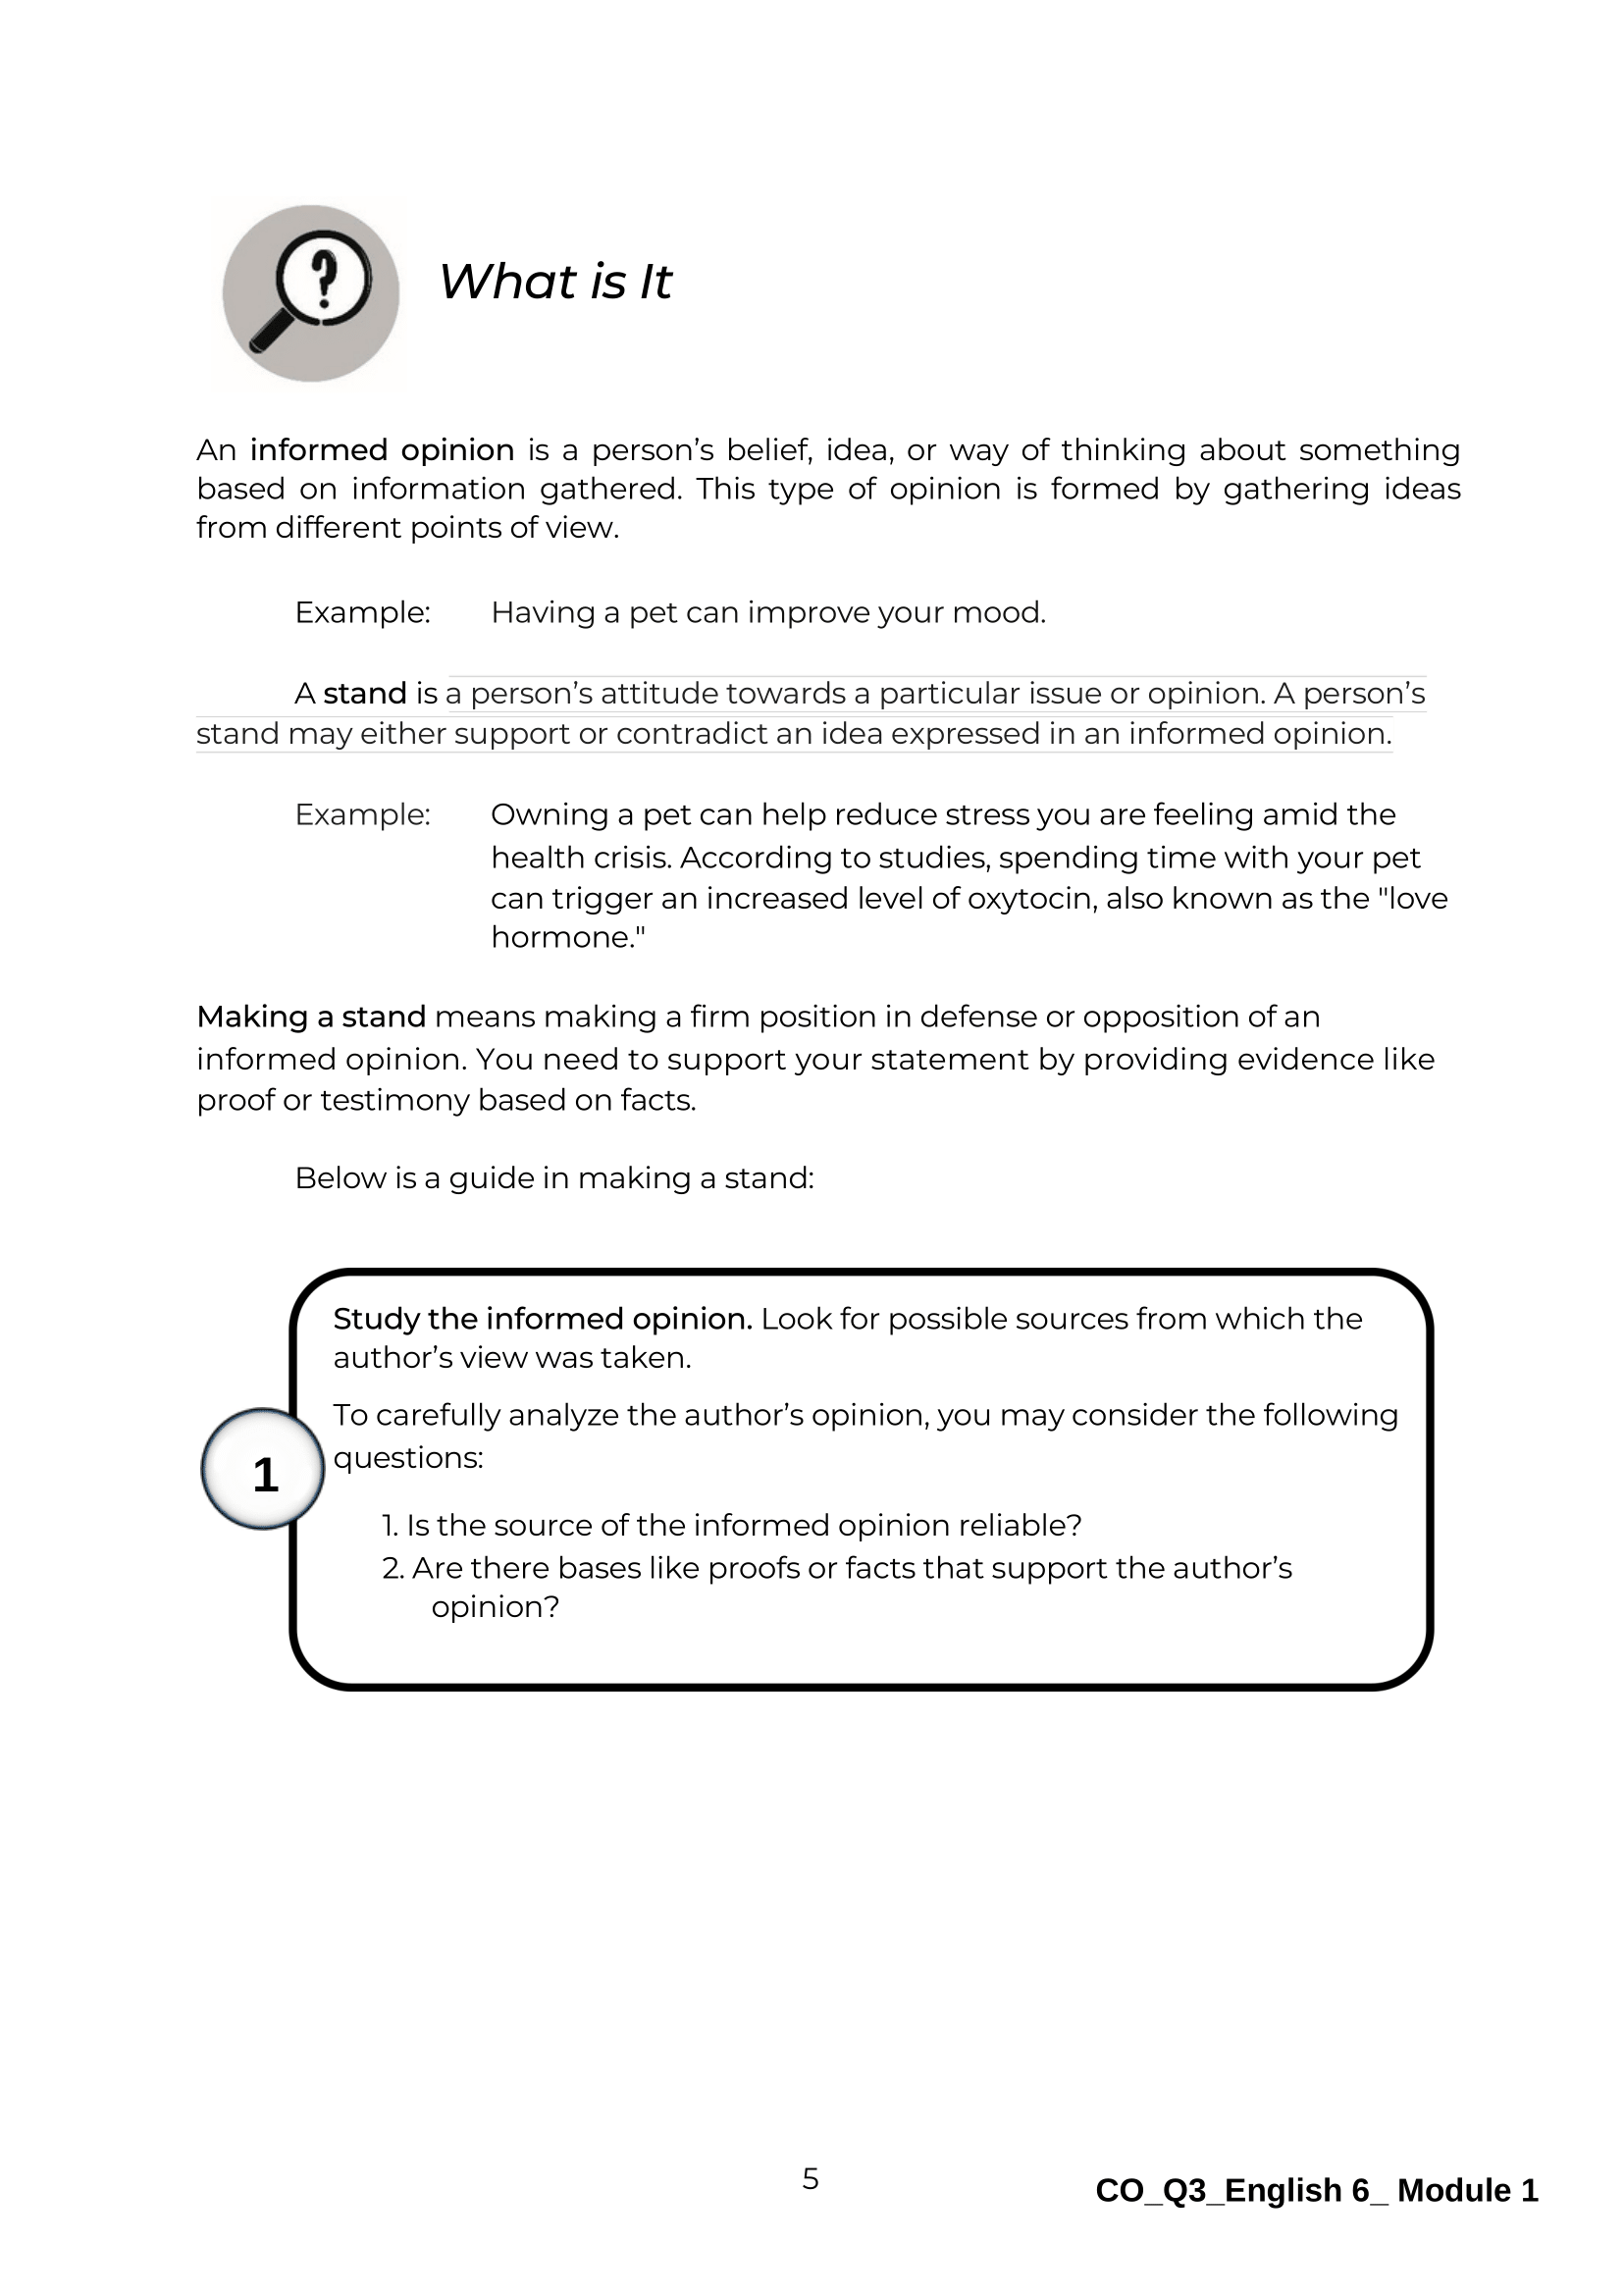 What is It
An informed opinion is a person’s belief, idea, or way of thinking about something
based on information gathered. This type of opinion is formed by gathering ideas
from different points of view.
Example: Having a pet can improve your mood.
A stand is a person’s attitude towards a particular issue or opinion. A person’s
stand may either support or contradict an idea expressed in an informed opinion.
Example: Owning a pet can help reduce stress you are feeling amid the
health crisis. According to studies, spending time with your pet
can trigger an increased level of oxytocin, also known as the "love
hormone."
Making a stand means making a firm position in defense or opposition of an
informed opinion. You need to support your statement by providing evidence like
proof or testimony based on facts.
Below is a guide in making a stand:
Study the informed opinion. Look for possible sources from which the
author’s view was taken.
To carefully analyze the author’s opinion, you may consider the following
questions:
1
1. Is the source of the informed opinion reliable?
2. Are there bases like proofs or facts that support the author’s
opinion?
5
CO_Q3_English 6_ Module 1